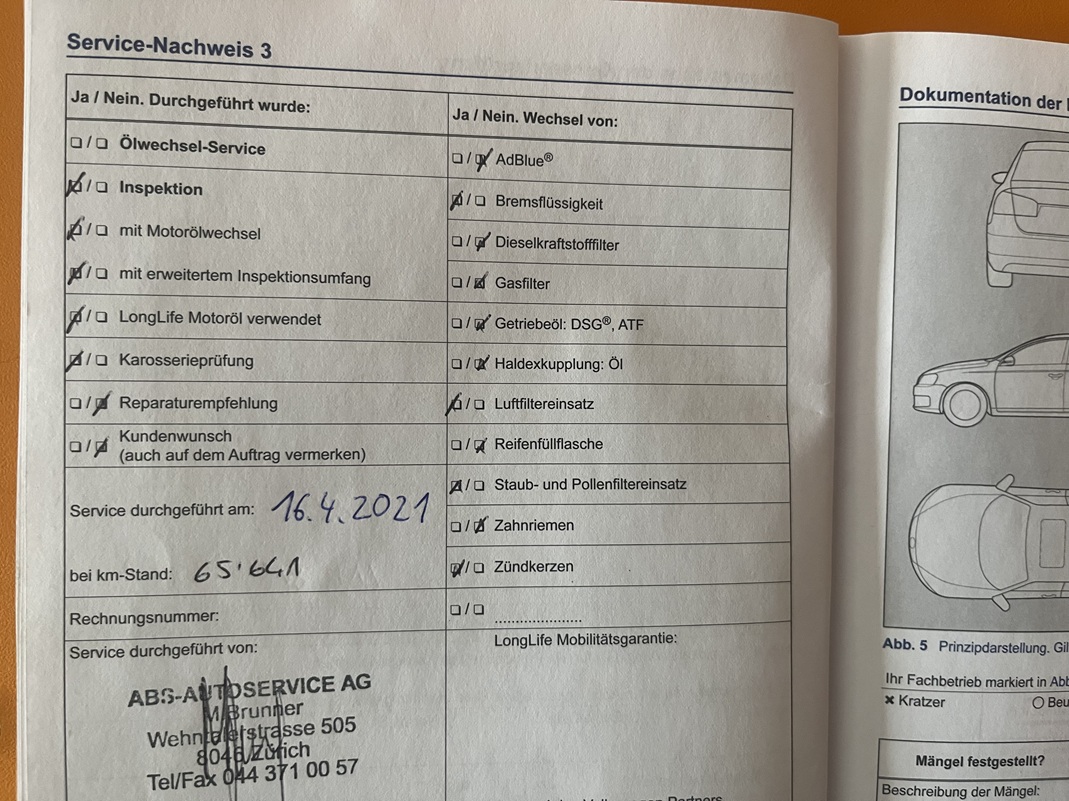 Service-Nachweis 3
Ja / Nein. Durchgeführt wurde:
Ölwechsel-Service
Inspektion
mit Motorölwechsel
mit erweitertem Inspektionsumfang
LongLife Motoröl verwendet
Karosserieprüfung
Reparaturempfehlung
Kundenwunsch
(auch auf dem Auftrag vermerken)
Service durchgeführt am: 16.4.2021
bei km-Stand: 65'641
Rechnungsnummer:
Service durchgeführt von:
ABS-AUTOSERVICE AG
M. Brunner
Wehntalerstrasse 505
8046 Zürich
Tel/Fax 044 371 00 57
Ja / Nein. Wechsel von:
AdBlue®
Bremsflüssigkeit
Dieselkraftstofffilter
Gasfilter
Getriebeöl: DSG®, ATF
Haldexkupplung: Öl
Luftfiltereinsatz
Reifenfüllflasche
Staub- und Pollenfiltereinsatz
Zahnriemen
Zündkerzen
LongLife Mobilitätsgarantie:
Dokumentation der
Abb. 5 Prinzipdarstellung. Gil
Ihr Fachbetrieb markiert in Abb
Kratzer
Beu
Mängel festgestellt?
Beschreibung der Mängel: